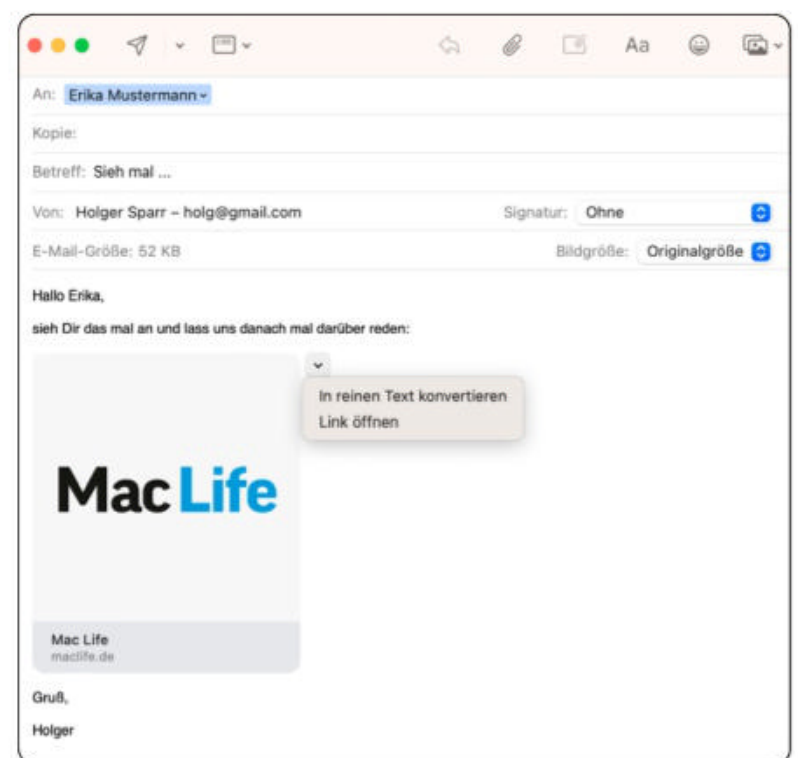 Aa
An: Erika Mustermann
Kopie:
Betreff: Sieh mal ...
Von: Holger Sparr – holg@gmail.com Signatur: Ohne
E-Mail-Größe: 52 KB Bildgröße: Originalgröße
Hallo Erika,
sieh Dir das mal an und lass uns danach mal darüber reden:
In reinen Text konvertieren
Link öffnen
Mac Life
Mac Life
maclife.de
Gruß,
Holger